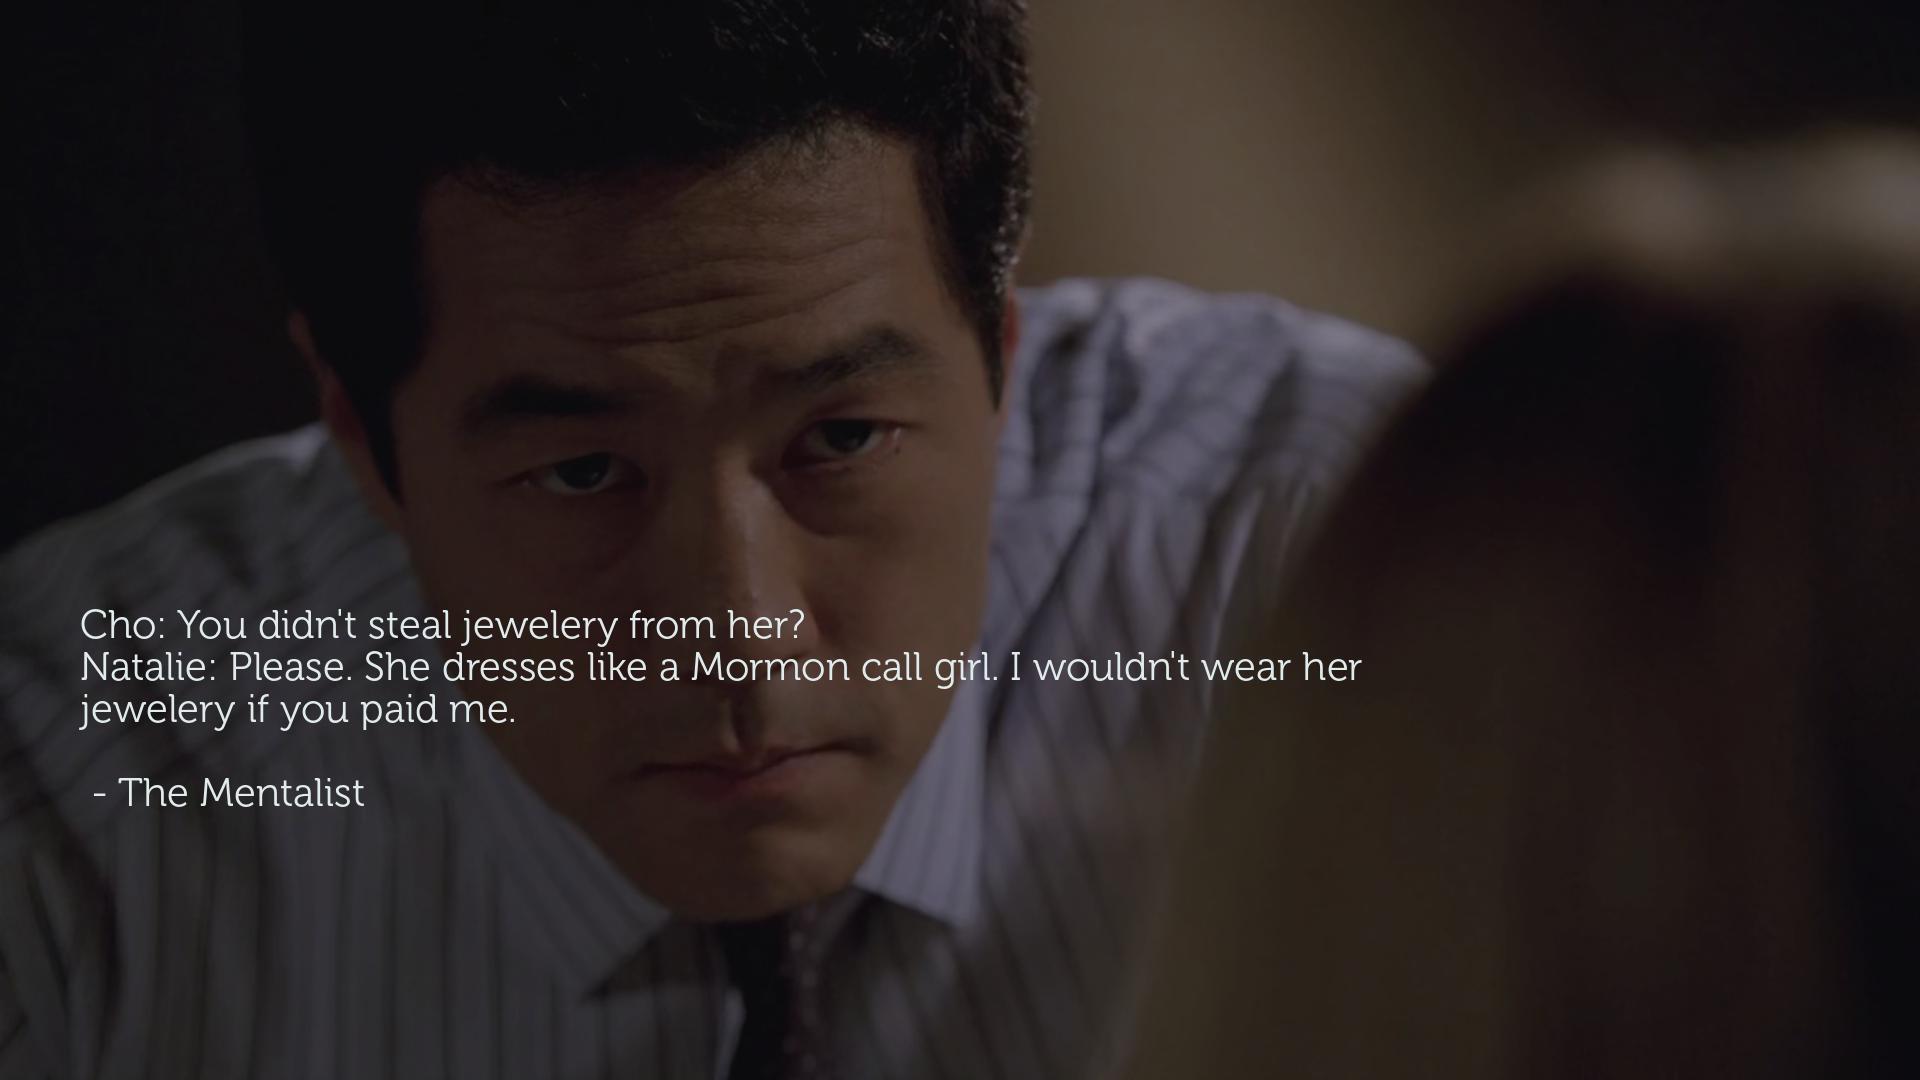 Cho: You didn't steal jewelery from her?
Natalie: Please. She dresses like a Mormon call girl. I wouldn't wear her
jewelery if you paid me.
- The Mentalist